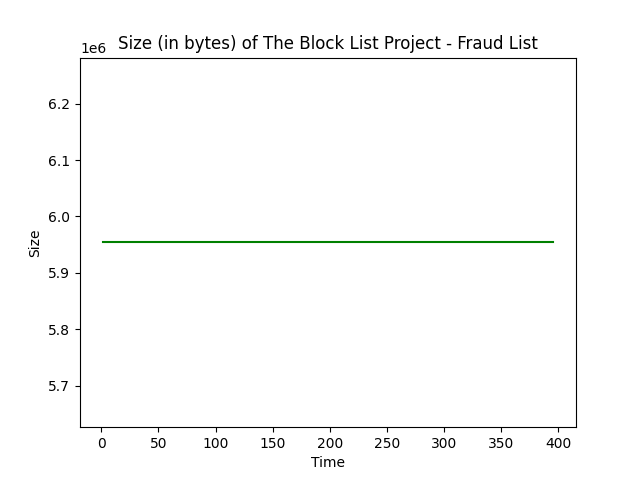 Size (in bytes) of The Block List Project - Fraud List
1e6
6.2
6.1
6.0
5.9
5.8
5.7
Size
0 50 100 150 200 250 300 350 400
Time